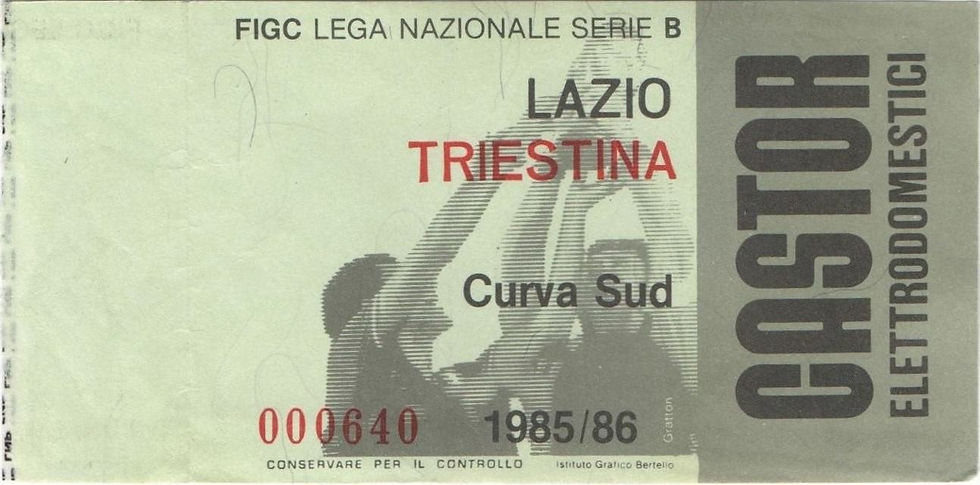 FIGC LEGA NAZIONALE SERIE B
LAZIO
TRIESTINA
Curva Sud
000640
1985/86
Gratton
CONSERVARE PER IL CONTROLLO
Istituto Grafico Bertello
CASTOR
ELETTRODOMESTICI